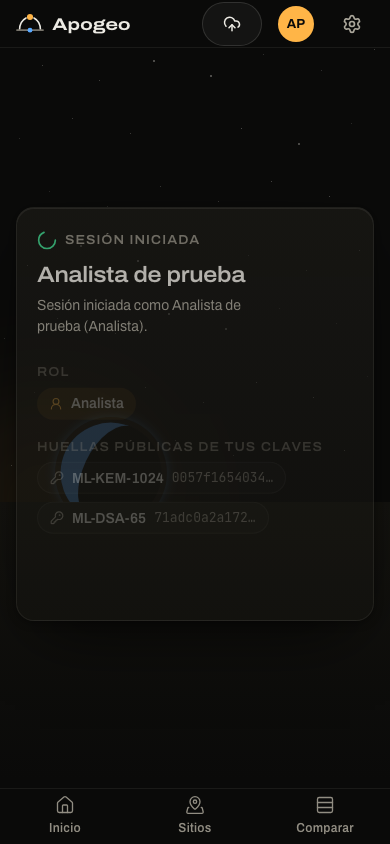 Apogeo
AP
SESIÓN INICIADA
Analista de prueba
Sesión iniciada como Analista de
prueba (Analista).
ROL
Analista
HUELLAS PÚBLICAS DE TUS CLAVES
ML-KEM-1024 0057f1654034…
ML-DSA-65 71adc0a2a172…
Inicio
Sitios
Comparar